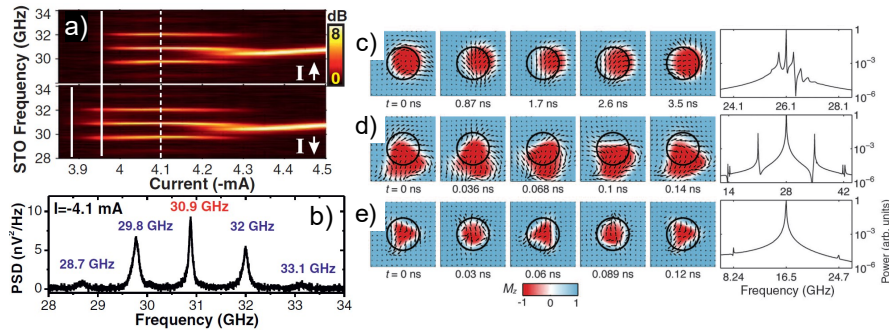 a)
STO Frequency (GHz)
34
32
30
34
32
30
28
I ↑
I ↓
dB
8
0
3.9 4 4.1 4.2 4.3 4.4 4.5
Current (-mA)
b)
I=-4.1 mA
PSD (nV²/Hz)
10
5
0
28.7 GHz
29.8 GHz
30.9 GHz
32 GHz
33.1 GHz
28 29 30 31 32 33 34
Frequency (GHz)
c)
t = 0 ns 0.87 ns 1.7 ns 2.6 ns 3.5 ns
1
10⁻³
10⁻⁶
24.1 26.1 28.1
d)
t = 0 ns 0.036 ns 0.068 ns 0.1 ns 0.14 ns
1
10⁻³
10⁻⁶
14 28 42
e)
t = 0 ns 0.03 ns 0.06 ns 0.089 ns 0.12 ns
1
10⁻³
10⁻⁶
8.24 16.5 24.7
Frequency (GHz)
Power (arb. units)
M_z
-1 0 1